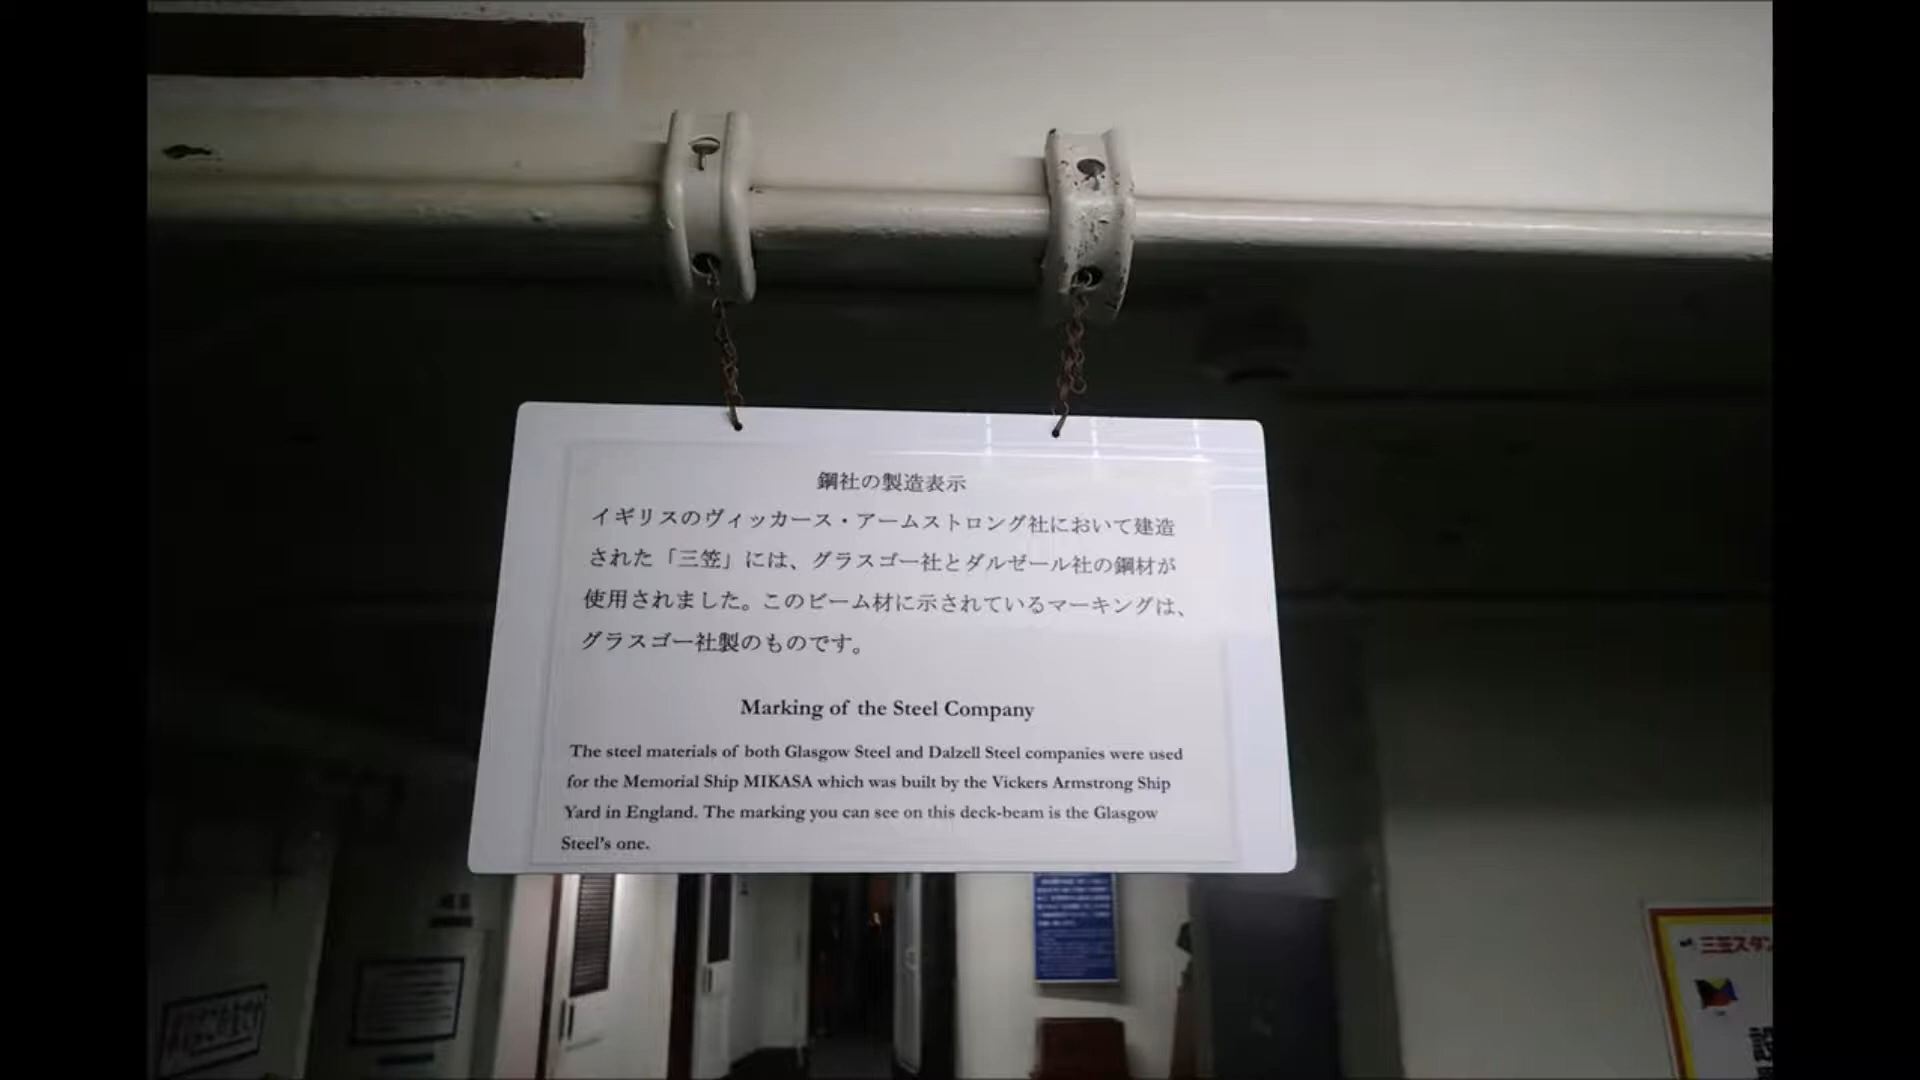 鋼社の製造表示
イギリスのヴィッカース・アームストロング社において建造
された「三笠」には、グラスゴー社とダルゼール社の鋼材が
使用されました。このビーム材に示されているマーキングは、
グラスゴー社製のものです。
Marking of the Steel Company
The steel materials of both Glasgow Steel and Dalzell Steel companies were used
for the Memorial Ship MIKASA which was built by the Vickers Armstrong Ship
Yard in England. The marking you can see on this deck-beam is the Glasgow
Steel's one.
三笠スタン